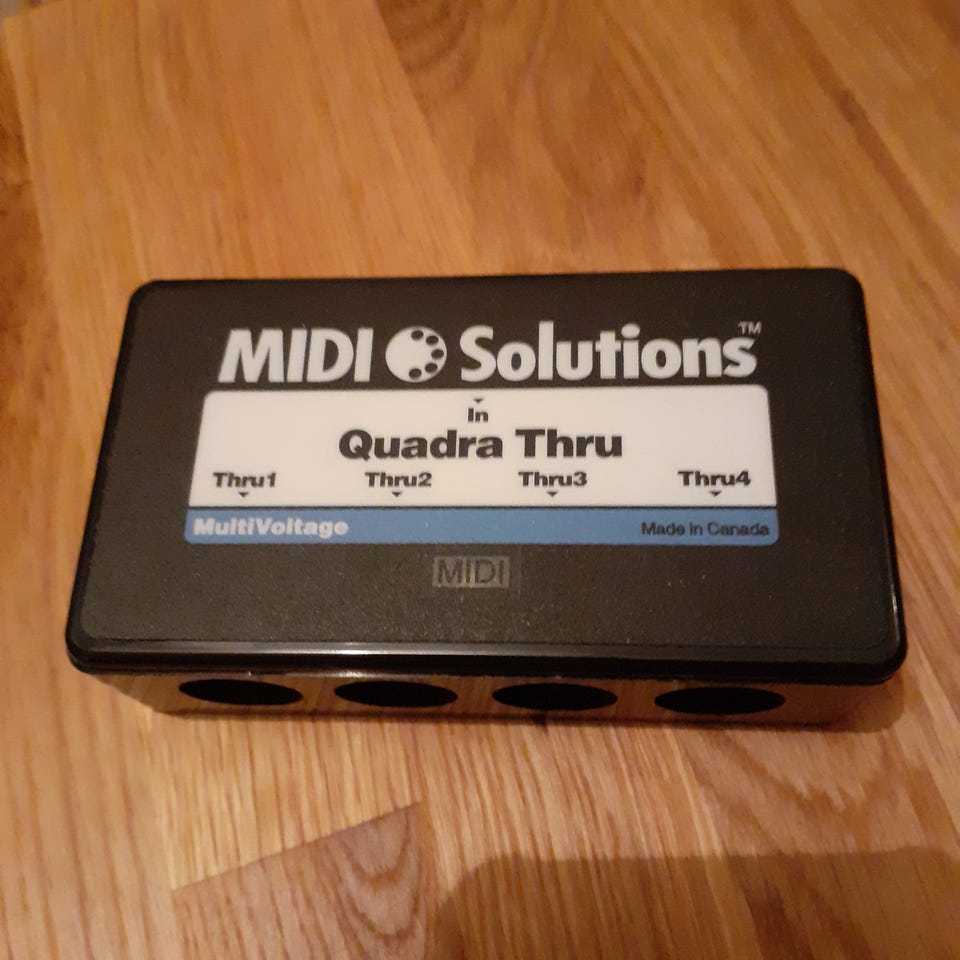 MIDI Solutions™
In
Quadra Thru
Thru1 Thru2 Thru3 Thru4
MultiVoltage Made in Canada
MIDI